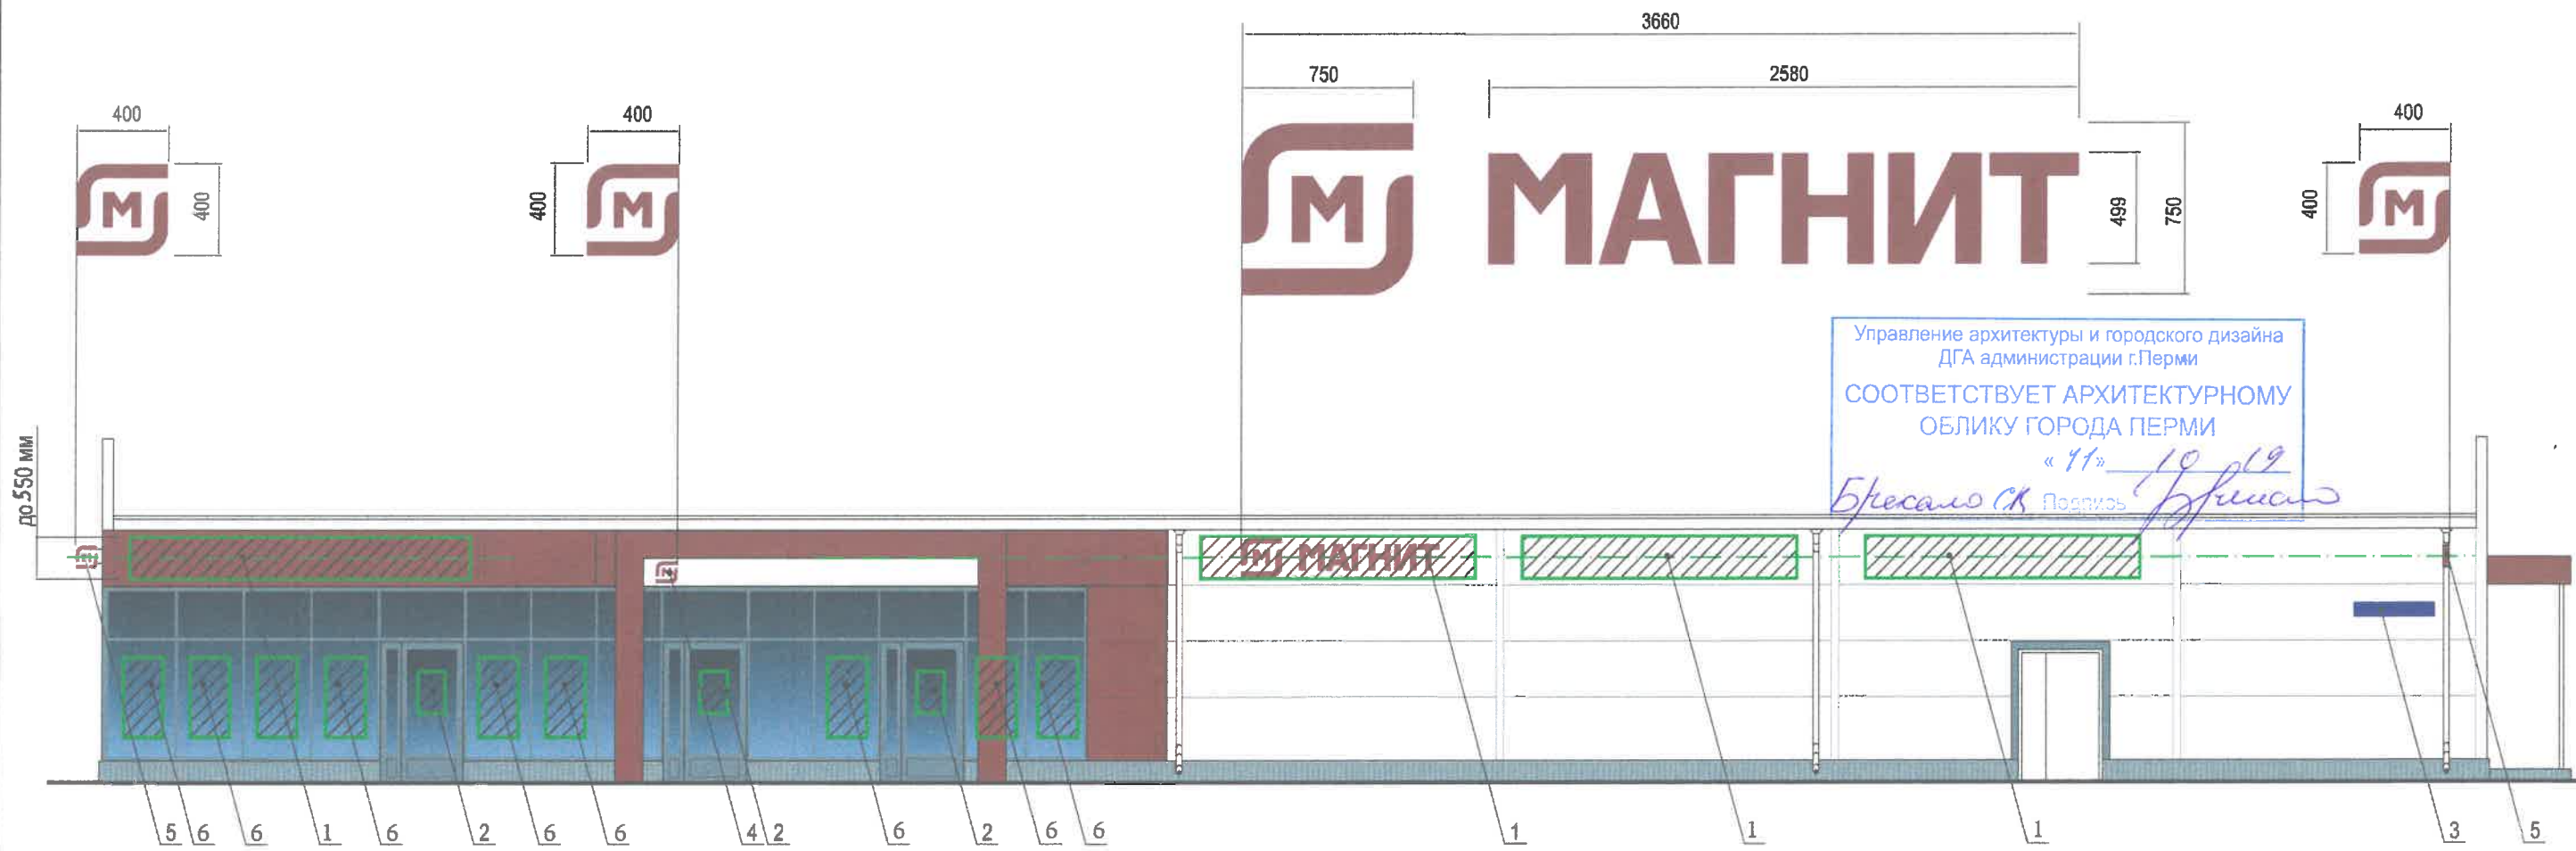 3660
750
2580
400
400
400
М
400
М
400
М
МАГНИТ
499
750
400
М
Управление архитектуры и городского дизайна
ДГА администрации г.Перми
СООТВЕТСТВУЕТ АРХИТЕКТУРНОМУ
ОБЛИКУ ГОРОДА ПЕРМИ
« 11 » 10 19
Подпись
до 550 мм
М МАГНИТ
5 6 6 1 6 2 6 6 4 2 6 2 6 6 1 1 1 3 5